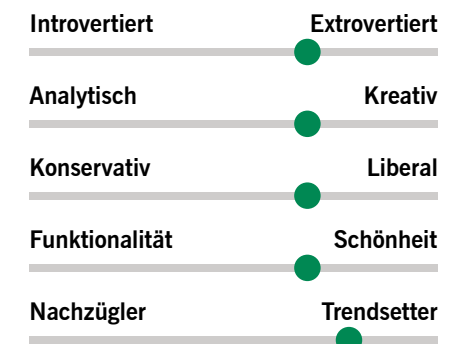 Introvertiert Extrovertiert
Analytisch Kreativ
Konservativ Liberal
Funktionalität Schönheit
Nachzügler Trendsetter